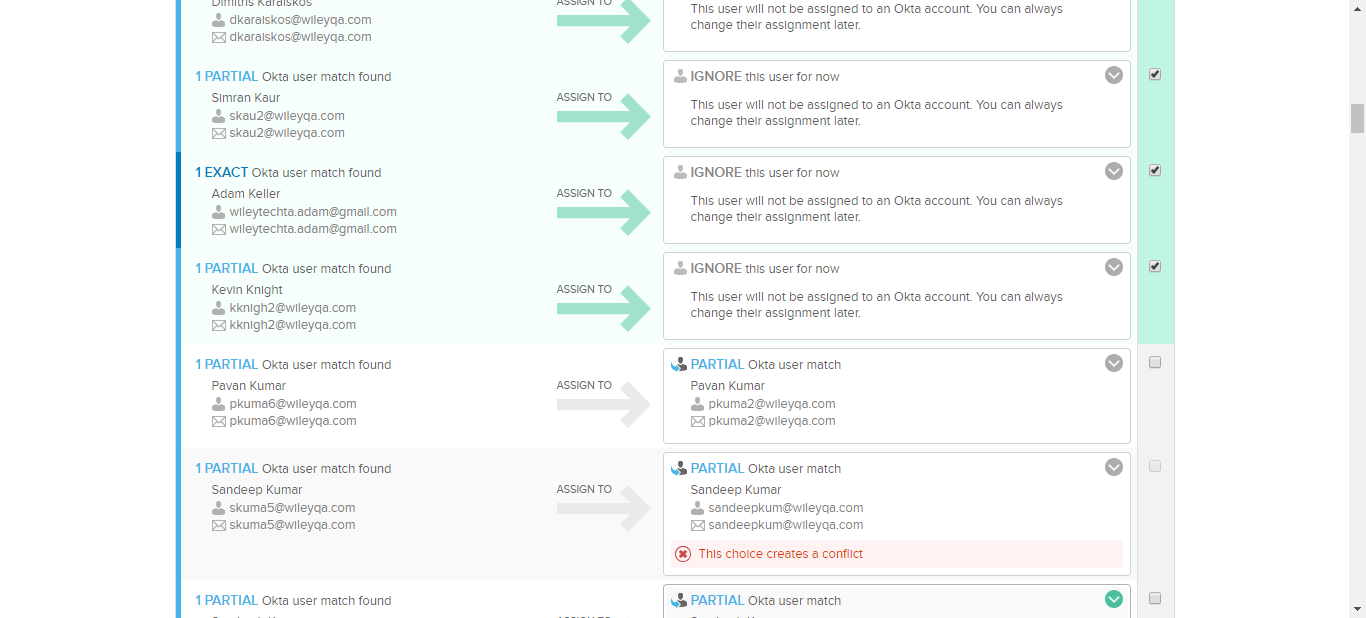 Dimitris Karaiskos
dkaraiskos@wileyqa.com
dkaraiskos@wileyqa.com
ASSIGN TO
This user will not be assigned to an Okta account. You can always
change their assignment later.
1 PARTIAL Okta user match found
Simran Kaur
skau2@wileyqa.com
skau2@wileyqa.com
ASSIGN TO
IGNORE this user for now
This user will not be assigned to an Okta account. You can always
change their assignment later.
1 EXACT Okta user match found
Adam Keller
wileytechta.adam@gmail.com
wileytechta.adam@gmail.com
ASSIGN TO
IGNORE this user for now
This user will not be assigned to an Okta account. You can always
change their assignment later.
1 PARTIAL Okta user match found
Kevin Knight
kknigh2@wileyqa.com
kknigh2@wileyqa.com
ASSIGN TO
IGNORE this user for now
This user will not be assigned to an Okta account. You can always
change their assignment later.
1 PARTIAL Okta user match found
Pavan Kumar
pkuma6@wileyqa.com
pkuma6@wileyqa.com
ASSIGN TO
PARTIAL Okta user match
Pavan Kumar
pkuma2@wileyqa.com
pkuma2@wileyqa.com
1 PARTIAL Okta user match found
Sandeep Kumar
skuma5@wileyqa.com
skuma5@wileyqa.com
ASSIGN TO
PARTIAL Okta user match
Sandeep Kumar
sandeepkum@wileyqa.com
sandeepkum@wileyqa.com
This choice creates a conflict
1 PARTIAL Okta user match found
PARTIAL Okta user match